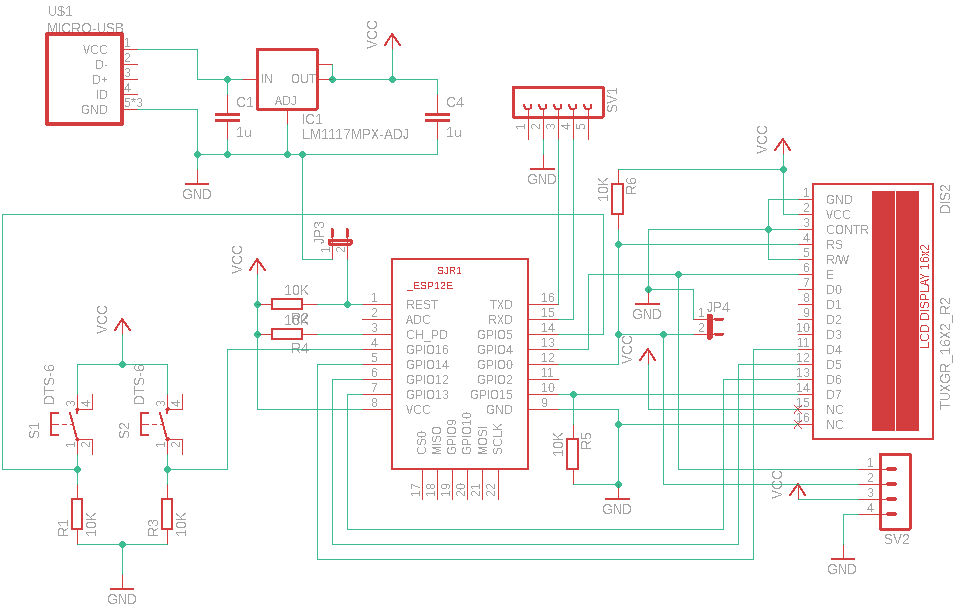 U$1
MICRO-USB
VCC 1
D- 2
D+ 3
ID 4
GND 5*3
C1
1u
IN OUT
ADJ
IC1
LM1117MPX-ADJ
VCC
C4
1u
GND
SV1
1 2 3 4 5
GND
10K
R6
VCC
DIS2
1 GND
2 VCC
3 CONTR
4 RS
5 R/W
6 E
7 D0
8 D1
9 D2
10 D3
11 D4
12 D5
13 D6
14 D7
15 NC
16 NC
LCD DISPLAY 16x2
TUXGR_16X2_R2
JP3
1 2
VCC
10K
R2
10K
R4
SJR1
_ESP12E
1 REST
2 ADC
3 CH_PD
4 GPIO16
5 GPIO14
6 GPIO12
7 GPIO13
8 VCC
TXD 16
RXD 15
GPIO5 14
GPIO4 13
GPIO0 12
GPIO2 11
GPIO15 10
GND 9
CS0 MISO GPIO9 GPIO10 MOSI SCLK
17 18 19 20 21 22
GND
JP4
1
2
VCC
VCC
DTS-6
3 4
S1
1 2
DTS-6
3 4
S2
1 2
R1
10K
R3
10K
GND
10K
R5
GND
VCC
1
2
3
4
SV2
GND